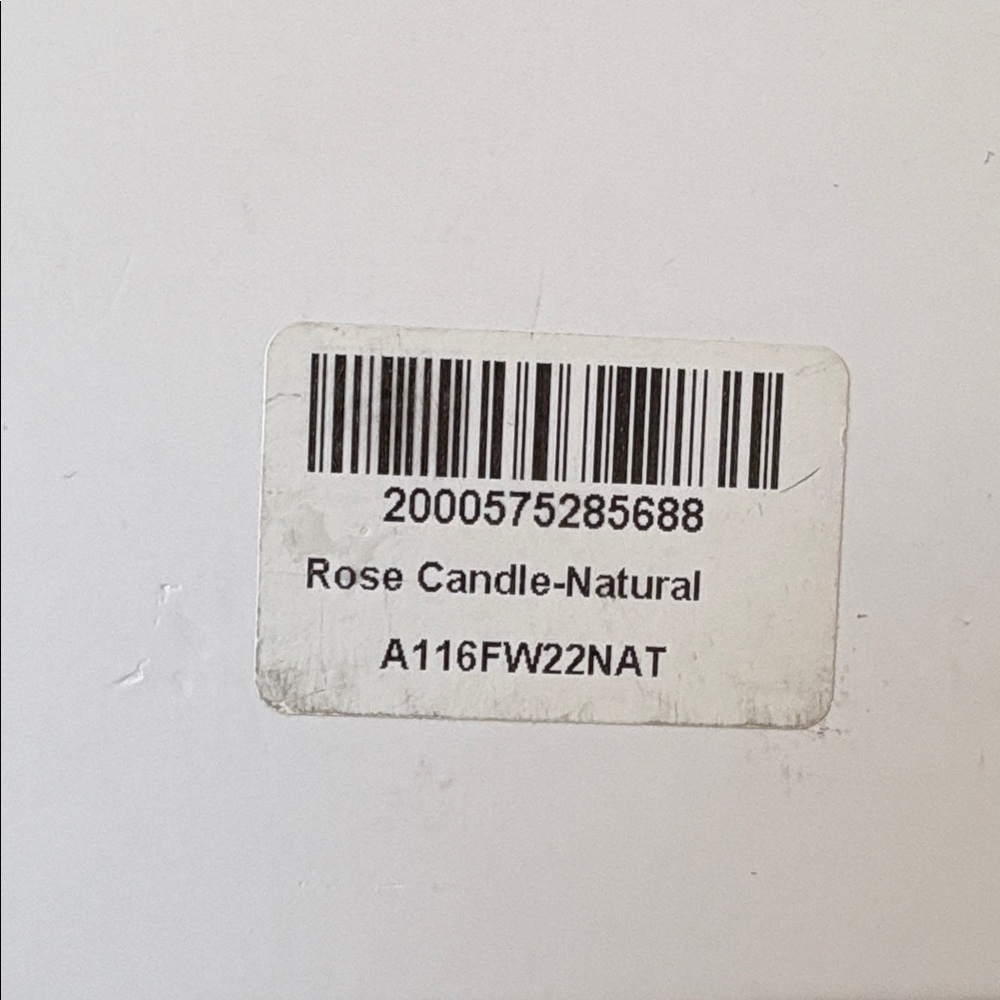 2000575285688
Rose Candle-Natural
A116FW22NAT